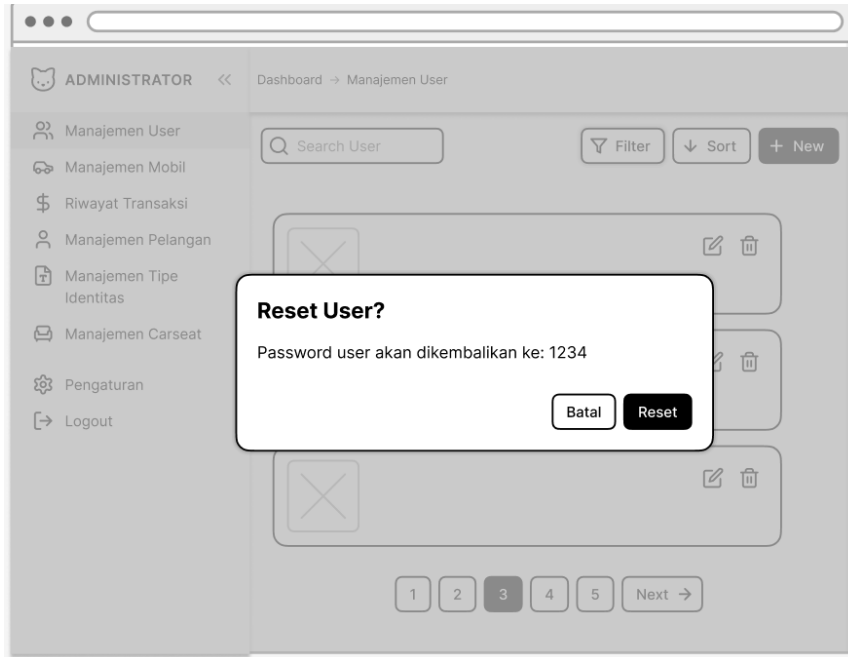 ADMINISTRATOR
Dashboard → Manajemen User
Manajemen User
Manajemen Mobil
Riwayat Transaksi
Manajemen Pelangan
Manajemen Tipe
Identitas
Manajemen Carseat
Pengaturan
Logout
Search User
Filter
Sort
+ New
Reset User?
Password user akan dikembalikan ke: 1234
Batal
Reset
1
2
3
4
5
Next →